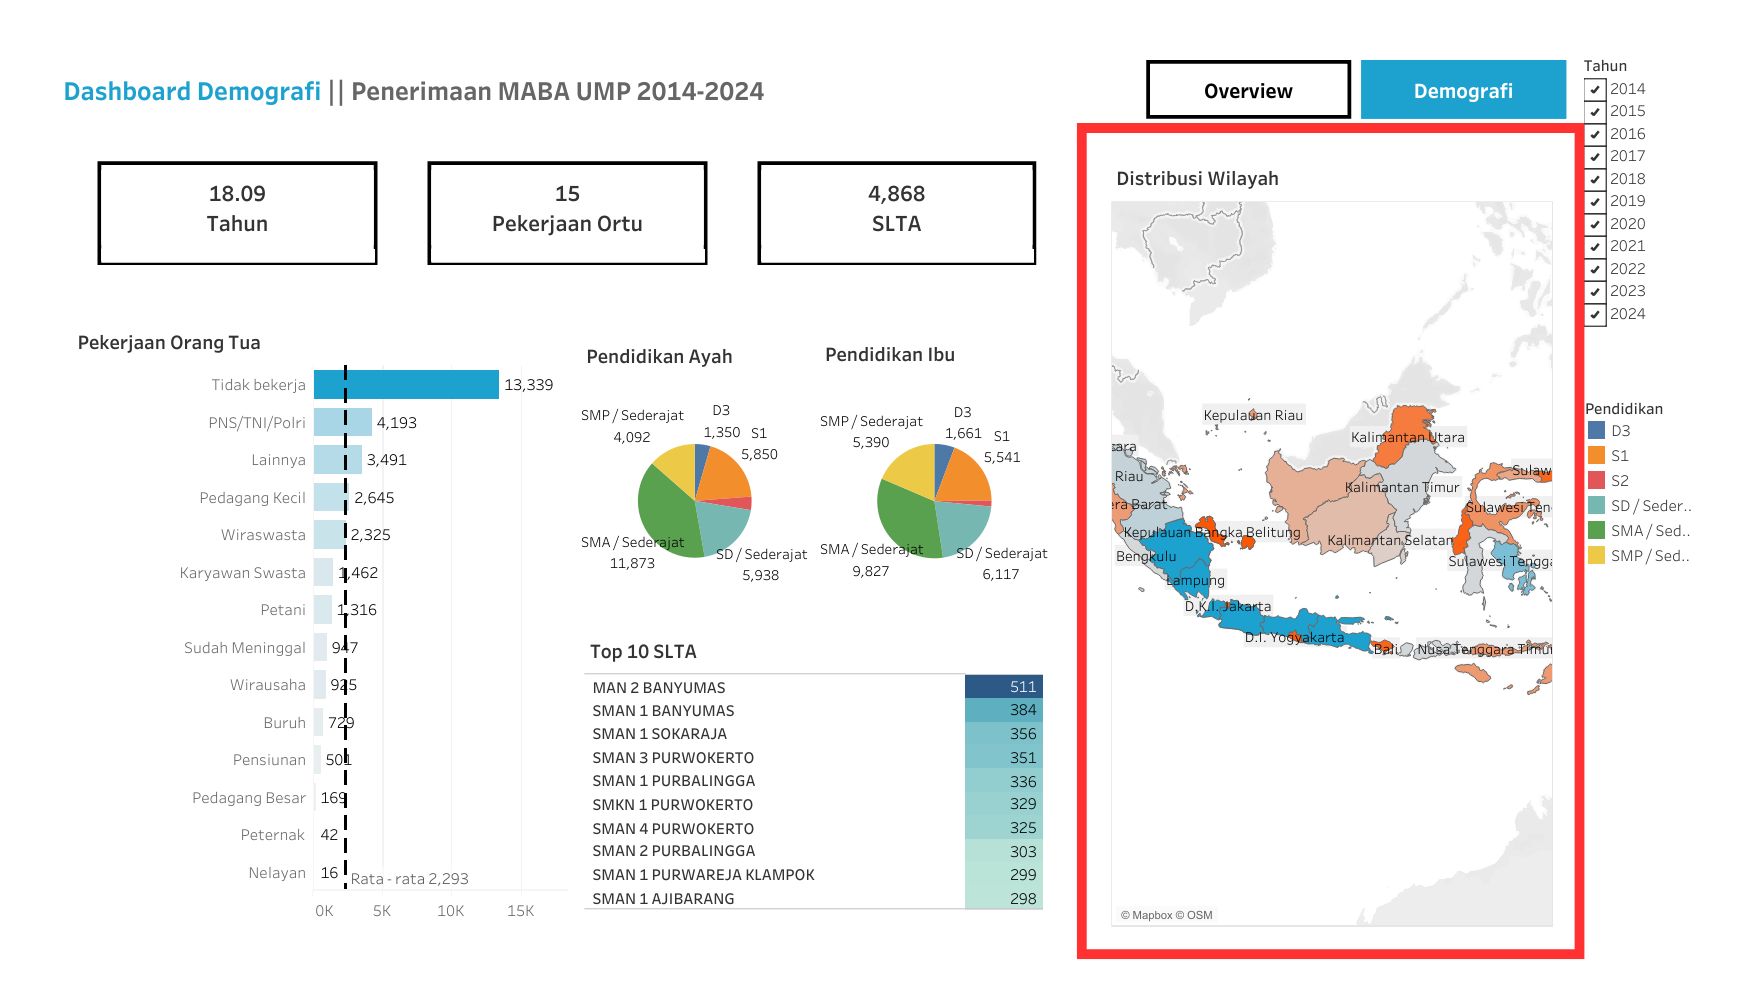 Dashboard Demografi || Penerimaan MABA UMP 2014-2024
Overview
Demografi
Tahun
2014
2015
2016
2017
2018
2019
2020
2021
2022
2023
2024
18.09
Tahun
15
Pekerjaan Ortu
4,868
SLTA
Pekerjaan Orang Tua
Tidak bekerja 13,339
PNS/TNI/Polri 4,193
Lainnya 3,491
Pedagang Kecil 2,645
Wiraswasta 2,325
Karyawan Swasta 1,462
Petani 1,316
Sudah Meninggal 947
Wirausaha 925
Buruh 729
Pensiunan 501
Pedagang Besar 169
Peternak 42
Nelayan 16
Rata - rata 2,293
0K 5K 10K 15K
Pendidikan Ayah
SMP / Sederajat
4,092
D3
1,350
S1
5,850
SMA / Sederajat
11,873
SD / Sederajat
5,938
Pendidikan Ibu
SMP / Sederajat
5,390
D3
1,661
S1
5,541
SMA / Sederajat
9,827
SD / Sederajat
6,117
Top 10 SLTA
MAN 2 BANYUMAS 511
SMAN 1 BANYUMAS 384
SMAN 1 SOKARAJA 356
SMAN 3 PURWOKERTO 351
SMAN 1 PURBALINGGA 336
SMKN 1 PURWOKERTO 329
SMAN 4 PURWOKERTO 325
SMAN 2 PURBALINGGA 303
SMAN 1 PURWAREJA KLAMPOK 299
SMAN 1 AJIBARANG 298
Distribusi Wilayah
Kepulauan Riau
Kalimantan Utara
tara
Riau
Sulaw
Kalimantan Timur
era Barat
Sulawesi Ten
Kepulauan Bangka Belitung
Kalimantan Selatan
Bengkulu
Sulawesi Tengga
Lampung
D.K.I. Jakarta
D.I. Yogyakarta
Bali
Nusa Tenggara Timur
© Mapbox © OSM
Pendidikan
D3
S1
S2
SD / Seder..
SMA / Sed..
SMP / Sed..